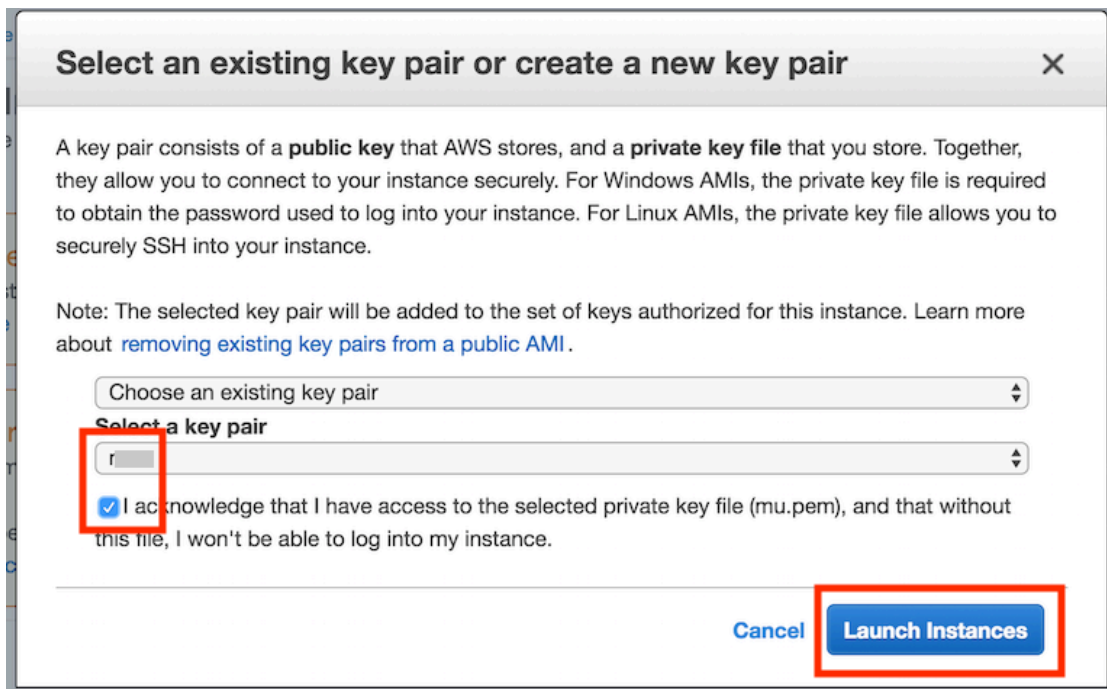 Select an existing key pair or create a new key pair
A key pair consists of a public key that AWS stores, and a private key file that you store. Together,
they allow you to connect to your instance securely. For Windows AMIs, the private key file is required
to obtain the password used to log into your instance. For Linux AMIs, the private key file allows you to
securely SSH into your instance.
Note: The selected key pair will be added to the set of keys authorized for this instance. Learn more
about removing existing key pairs from a public AMI.
Choose an existing key pair
Select a key pair
I acknowledge that I have access to the selected private key file (mu.pem), and that without
this file, I won't be able to log into my instance.
Cancel Launch Instances